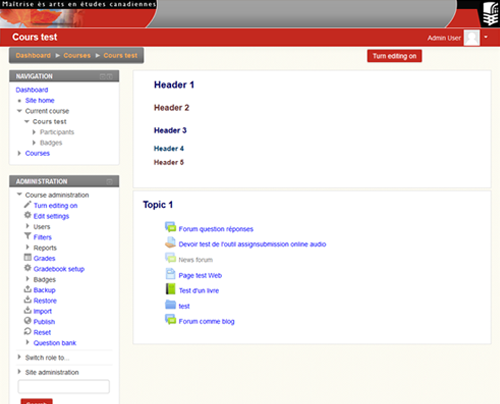 Maîtrise ès arts en études canadiennes
Cours test
Admin User
Dashboard ► Courses ► Cours test
Turn editing on
NAVIGATION
Dashboard
Site home
Current course
Cours test
Participants
Badges
Courses
ADMINISTRATION
Course administration
Turn editing on
Edit settings
Users
Filters
Reports
Grades
Gradebook setup
Badges
Backup
Restore
Import
Publish
Reset
Question bank
Switch role to...
Site administration
Header 1
Header 2
Header 3
Header 4
Header 5
Topic 1
Forum question réponses
Devoir test de l'outil assignsubmission online audio
News forum
Page test Web
Test d'un livre
test
Forum comme blog